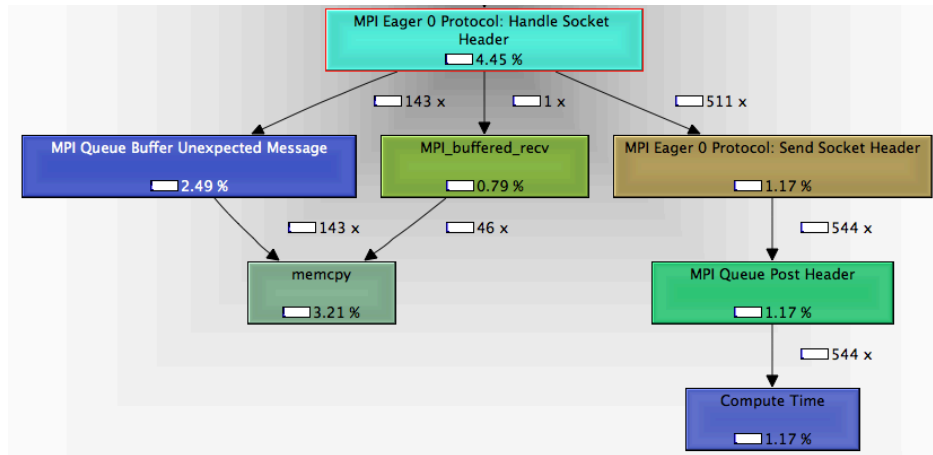 MPI Eager 0 Protocol: Handle Socket
Header
4.45 %
143 x
1 x
511 x
MPI Queue Buffer Unexpected Message
2.49 %
MPI_buffered_recv
0.79 %
MPI Eager 0 Protocol: Send Socket Header
1.17 %
143 x
46 x
544 x
memcpy
3.21 %
MPI Queue Post Header
1.17 %
544 x
Compute Time
1.17 %